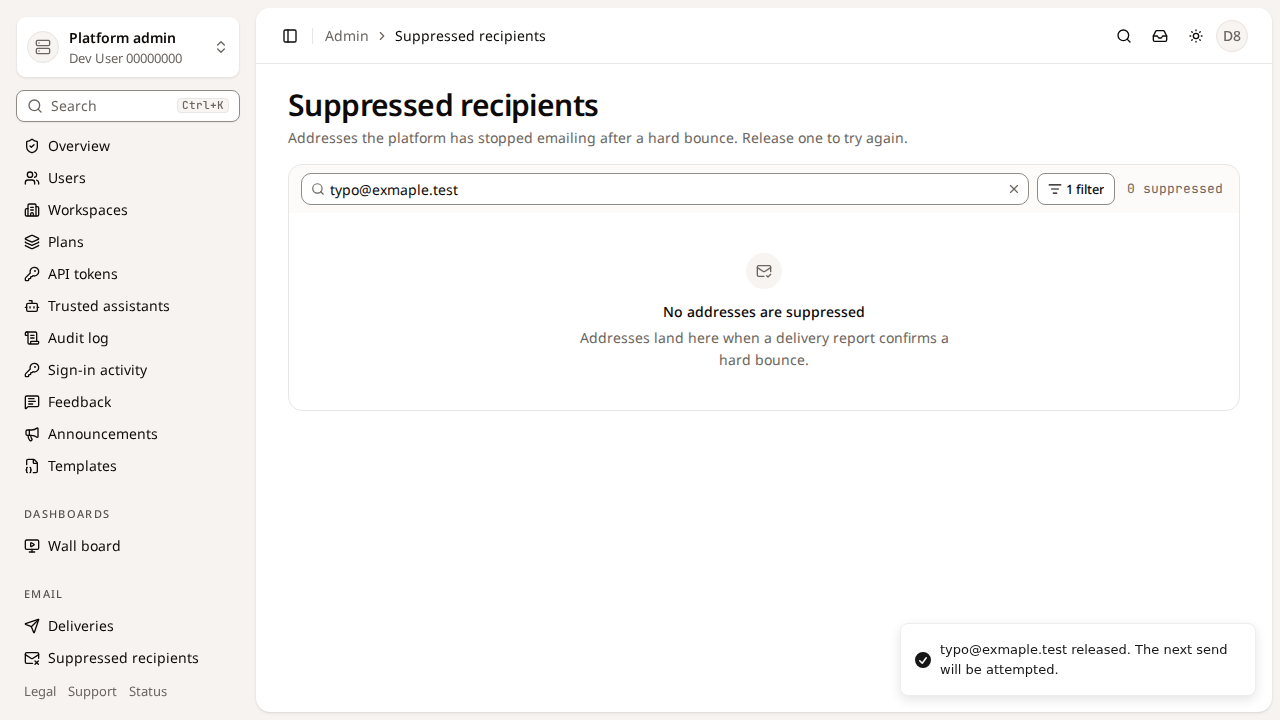 Platform admin
Dev User 00000000
Search
Ctrl+K
Overview
Users
Workspaces
Plans
API tokens
Trusted assistants
Audit log
Sign-in activity
Feedback
Announcements
Templates
DASHBOARDS
Wall board
EMAIL
Deliveries
Suppressed recipients
Legal Support Status
Admin Suppressed recipients
D8
Suppressed recipients
Addresses the platform has stopped emailing after a hard bounce. Release one to try again.
typo@exmaple.test
1 filter
0 suppressed
No addresses are suppressed
Addresses land here when a delivery report confirms a
hard bounce.
typo@exmaple.test released. The next send
will be attempted.